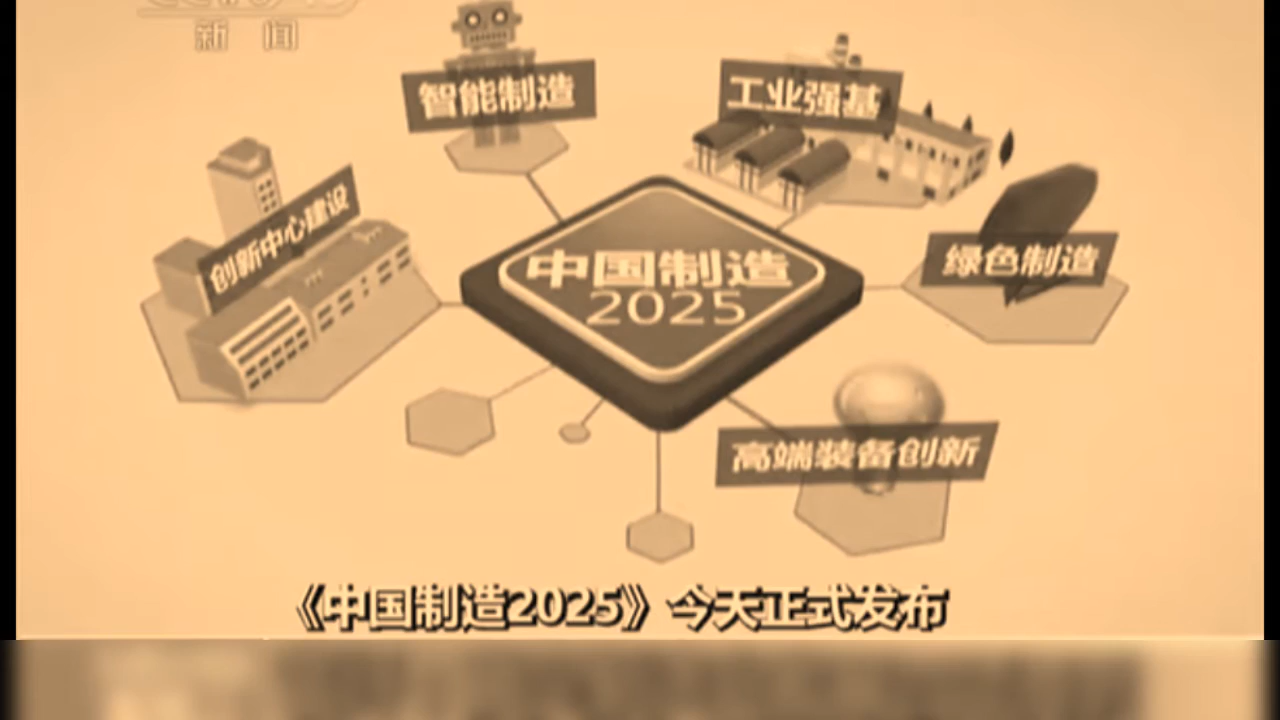 新闻
智能制造
工业强基
创新中心建设
绿色制造
中国制造
2025
高端装备创新
《中国制造2025》今天正式发布